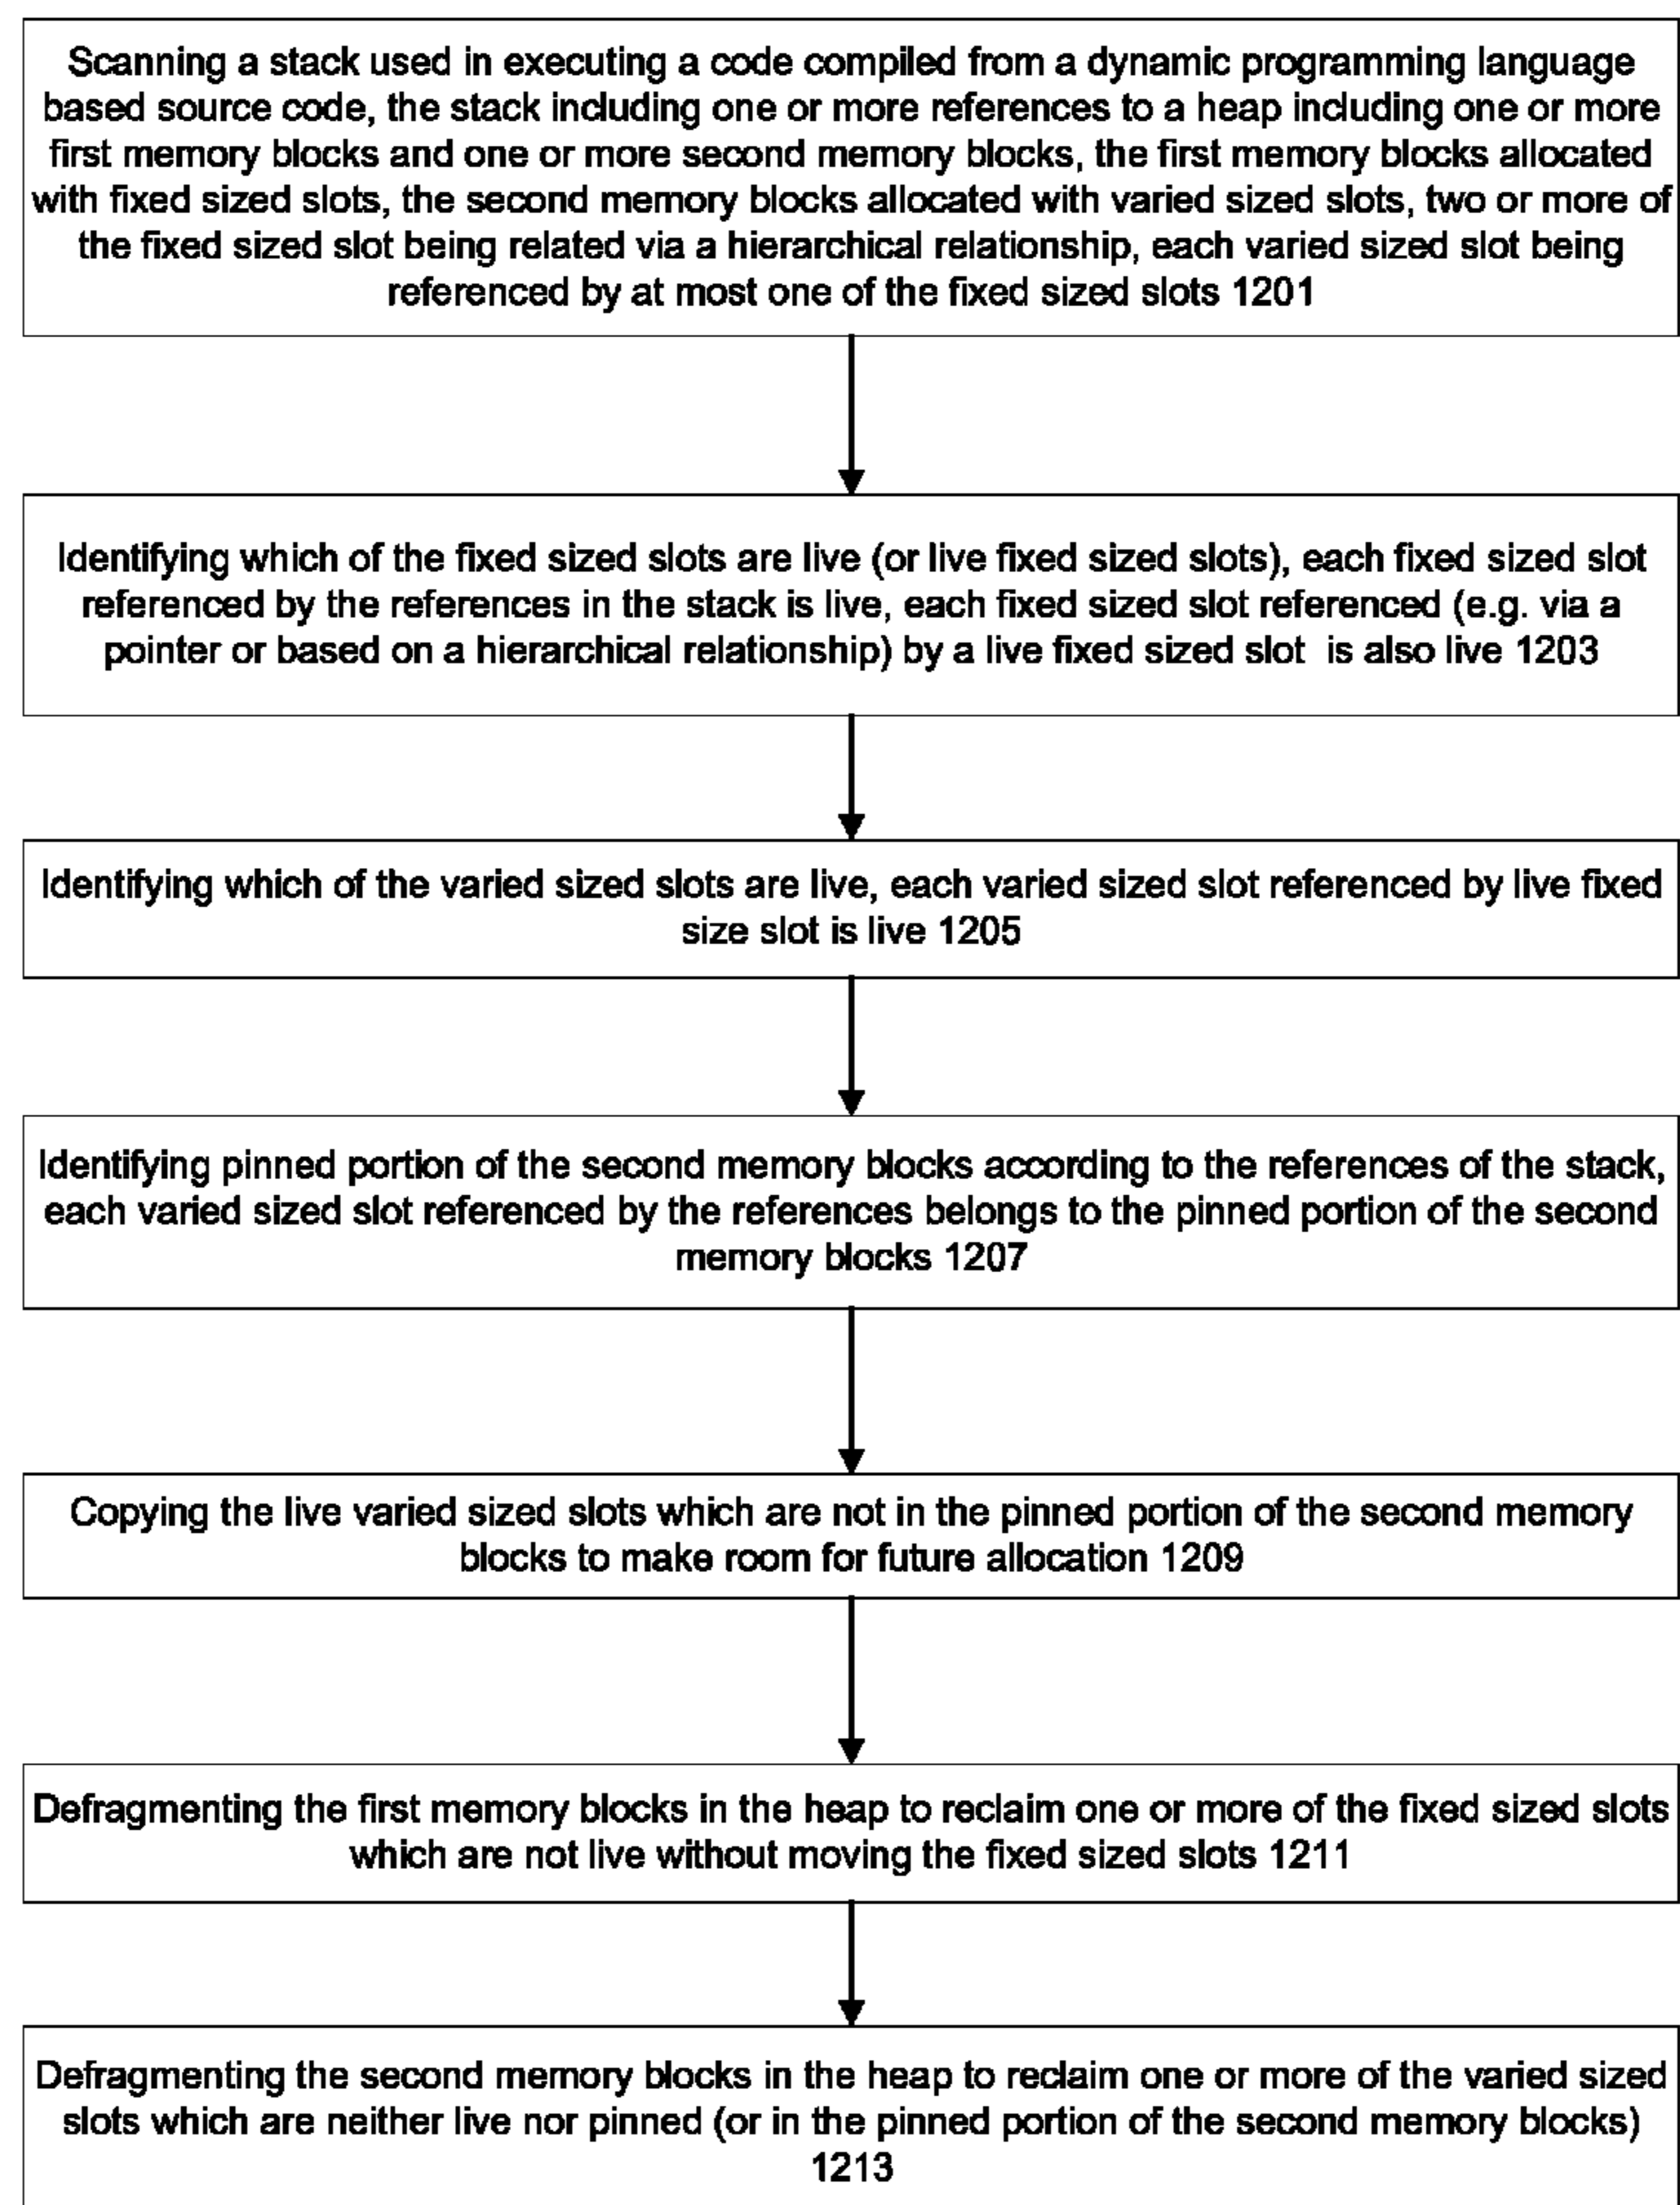 Scanning a stack used in executing a code compiled from a dynamic programming language
based source code, the stack including one or more references to a heap including one or more
first memory blocks and one or more second memory blocks, the first memory blocks allocated
with fixed sized slots, the second memory blocks allocated with varied sized slots, two or more of
the fixed sized slot being related via a hierarchical relationship, each varied sized slot being
referenced by at most one of the fixed sized slots 1201
Identifying which of the fixed sized slots are live (or live fixed sized slots), each fixed sized slot
referenced by the references in the stack is live, each fixed sized slot referenced (e.g. via a
pointer or based on a hierarchical relationship) by a live fixed sized slot is also live 1203
Identifying which of the varied sized slots are live, each varied sized slot referenced by live fixed
size slot is live 1205
Identifying pinned portion of the second memory blocks according to the references of the stack,
each varied sized slot referenced by the references belongs to the pinned portion of the second
memory blocks 1207
Copying the live varied sized slots which are not in the pinned portion of the second memory
blocks to make room for future allocation 1209
Defragmenting the first memory blocks in the heap to reclaim one or more of the fixed sized slots
which are not live without moving the fixed sized slots 1211
Defragmenting the second memory blocks in the heap to reclaim one or more of the varied sized
slots which are neither live nor pinned (or in the pinned portion of the second memory blocks)
1213